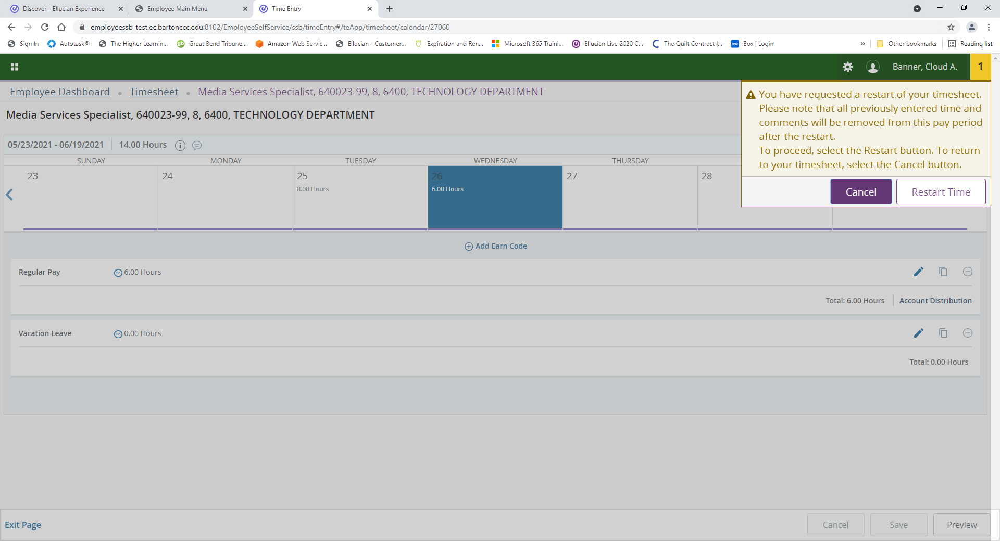 Discover - Ellucian Experience
Employee Main Menu
Time Entry
employeessb-test.ec.bartonccc.edu:8102/EmployeeSelfService/ssb/timeEntry#/teApp/timesheet/calendar/27060
Sign In
Autotask®
The Higher Learnin...
gb
Great Bend Tribune...
Amazon Web Servic...
Ellucian - Customer...
Expiration and Ren...
Microsoft 365 Traini...
Ellucian Live 2020 C...
The Quilt Contract |...
box
Box | Login
»
Other bookmarks
Reading list
Banner, Cloud A.
1
Employee Dashboard • Timesheet • Media Services Specialist, 640023-99, 8, 6400, TECHNOLOGY DEPARTMENT
Media Services Specialist, 640023-99, 8, 6400, TECHNOLOGY DEPARTMENT
You have requested a restart of your timesheet.
Please note that all previously entered time and
comments will be removed from this pay period
after the restart.
To proceed, select the Restart button. To return
to your timesheet, select the Cancel button.
Cancel
Restart Time
05/23/2021 - 06/19/2021
14.00 Hours
SUNDAY
MONDAY
TUESDAY
WEDNESDAY
THURSDAY
23
24
25
26
27
28
8.00 Hours
6.00 Hours
Add Earn Code
Regular Pay
6.00 Hours
Total: 6.00 Hours
Account Distribution
Vacation Leave
0.00 Hours
Total: 0.00 Hours
Exit Page
Cancel
Save
Preview